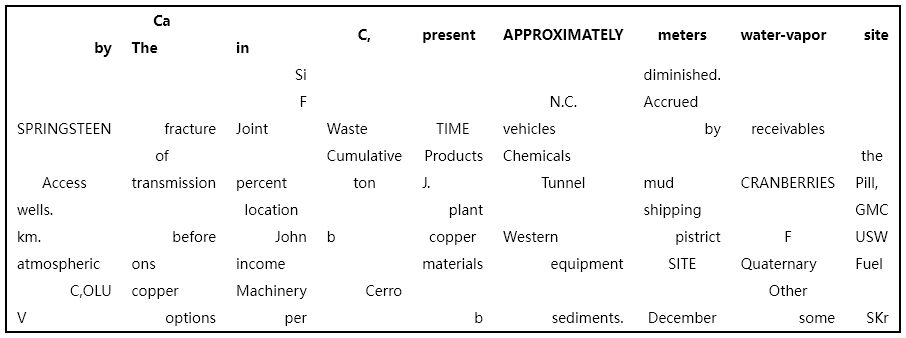 by Ca The in C, present APPROXIMATELY meters water-vapor site
Si diminished.
F N.C. Accrued
SPRINGSTEEN fracture Joint Waste TIME vehicles by receivables
of Cumulative Products Chemicals the
Access transmission percent ton J. Tunnel mud CRANBERRIES Pill,
wells. location plant shipping GMC
km. before John b copper Western pistrict F USW
atmospheric ons income materials equipment SITE Quaternary Fuel
C,OLU copper Machinery Cerro Other
V options per b sediments. December some SKr